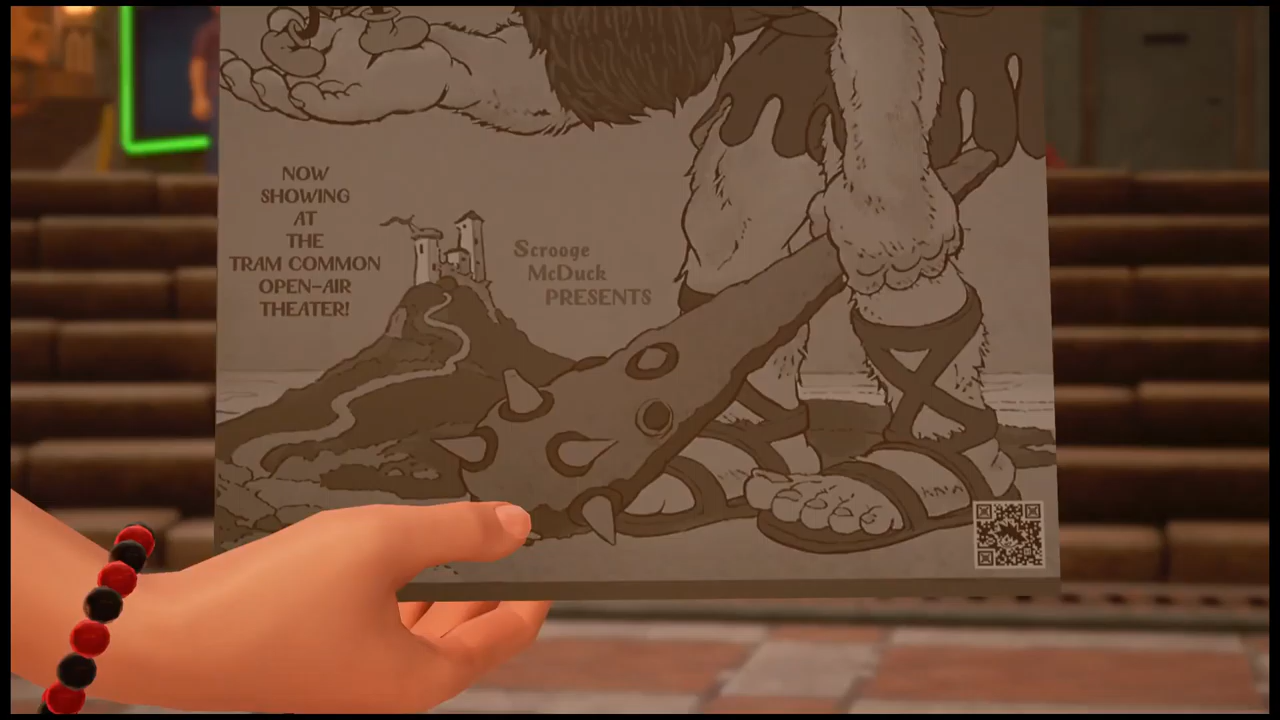 NOW
SHOWING
AT
THE
TRAM COMMON
OPEN-AIR
THEATER!
Scrooge
McDuck
PRESENTS